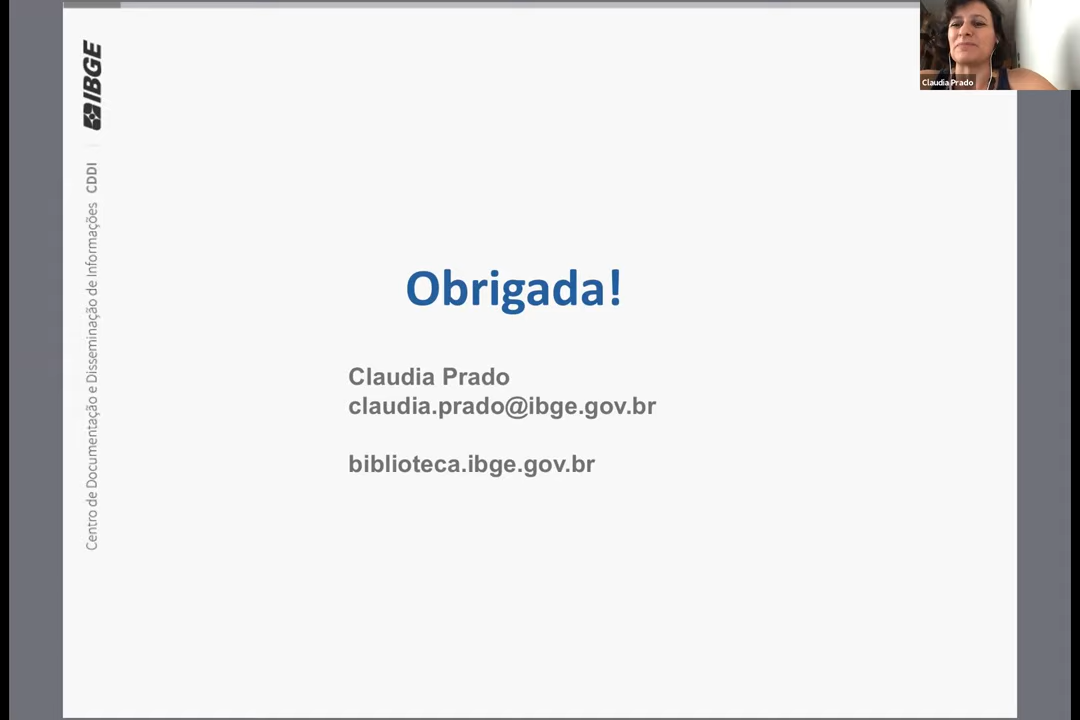 IBGE
Centro de Documentação e Disseminação de Informações CDDI
Claudia Prado
Obrigada!
Claudia Prado
claudia.prado@ibge.gov.br
biblioteca.ibge.gov.br